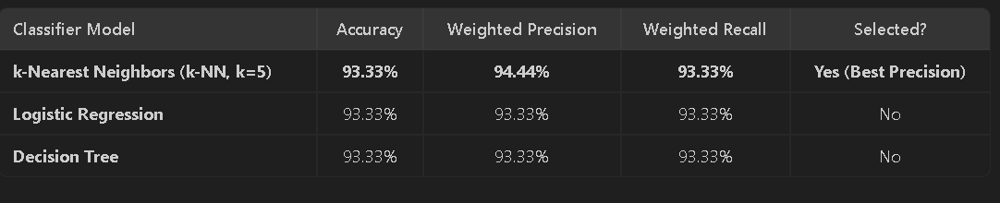 Classifier Model Accuracy Weighted Precision Weighted Recall Selected?
k-Nearest Neighbors (k-NN, k=5) 93.33% 94.44% 93.33% Yes (Best Precision)
Logistic Regression 93.33% 93.33% 93.33% No
Decision Tree 93.33% 93.33% 93.33% No